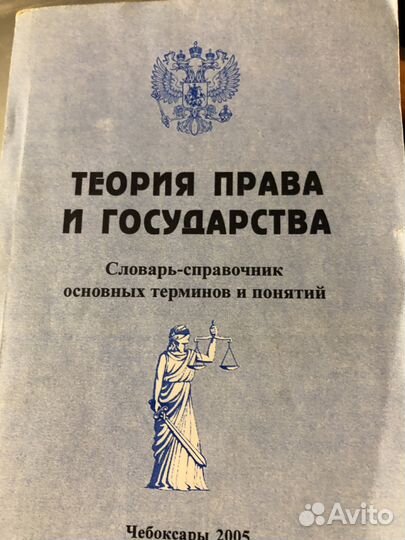 ТЕОРИЯ ПРАВА
И ГОСУДАРСТВА
Словарь-справочник
основных терминов и понятий
Чебоксары 2005
Avito